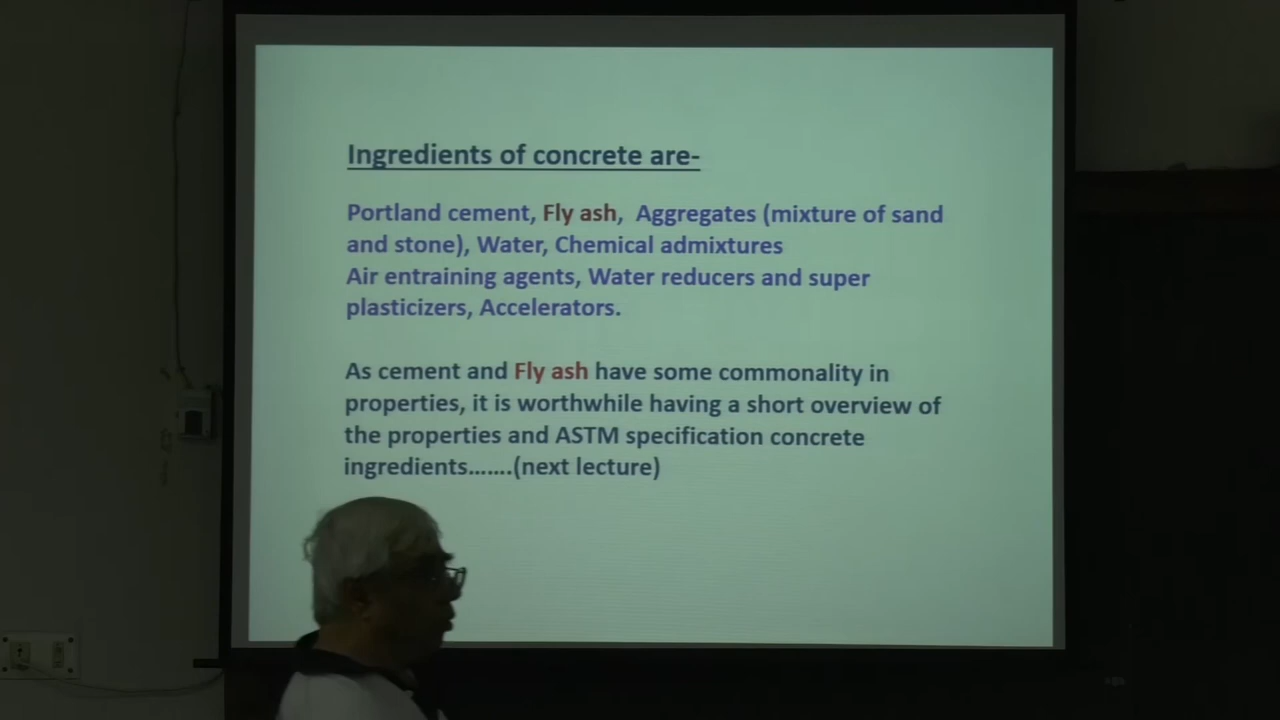 Ingredients of concrete are-
Portland cement, Fly ash, Aggregates (mixture of sand
and stone), Water, Chemical admixtures
Air entraining agents, Water reducers and super
plasticizers, Accelerators.
As cement and Fly ash have some commonality in
properties, it is worthwhile having a short overview of
the properties and ASTM specification concrete
ingredients.......(next lecture)